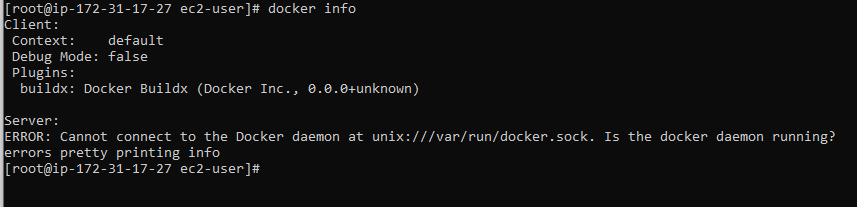 [root@ip-172-31-17-27 ec2-user]# docker info
Client:
 Context:    default
 Debug Mode: false
 Plugins:
  buildx: Docker Buildx (Docker Inc., 0.0.0+unknown)

Server:
ERROR: Cannot connect to the Docker daemon at unix:///var/run/docker.sock. Is the docker daemon running?
errors pretty printing info
[root@ip-172-31-17-27 ec2-user]#